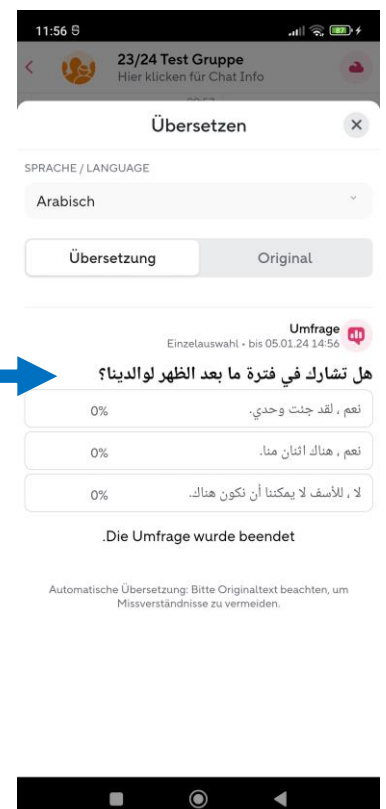 11:56
23/24 Test Gruppe
Hier klicken für Chat Info
Übersetzen
SPRACHE / LANGUAGE
Arabisch
Übersetzung Original
Umfrage
Einzelauswahl • bis 05.01.24 14:56
هل تشارك في فترة ما بعد الظهر لوالدينا؟
نعم ، لقد جئت وحدي. 0%
نعم ، هناك اثنان منا. 0%
لا ، للأسف لا يمكننا أن نكون هناك. 0%
.Die Umfrage wurde beendet
Automatische Übersetzung: Bitte Originaltext beachten, um
Missverständnisse zu vermeiden.